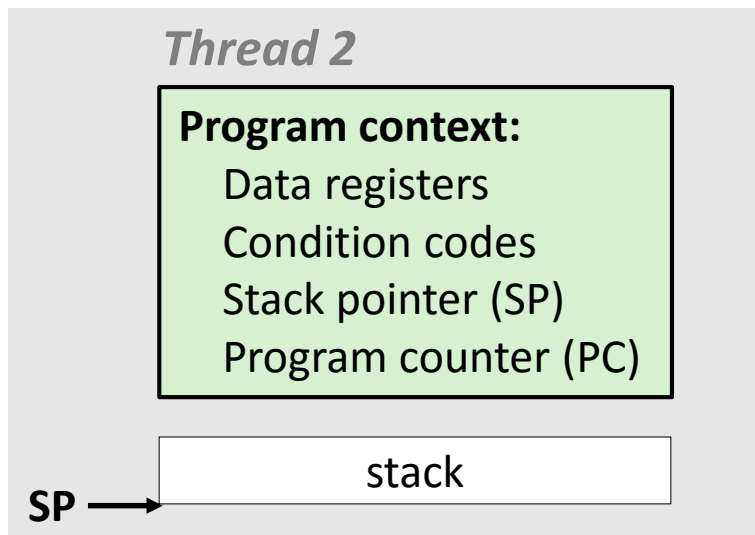 Thread 2
Program context:
Data registers
Condition codes
Stack pointer (SP)
Program counter (PC)
stack
SP